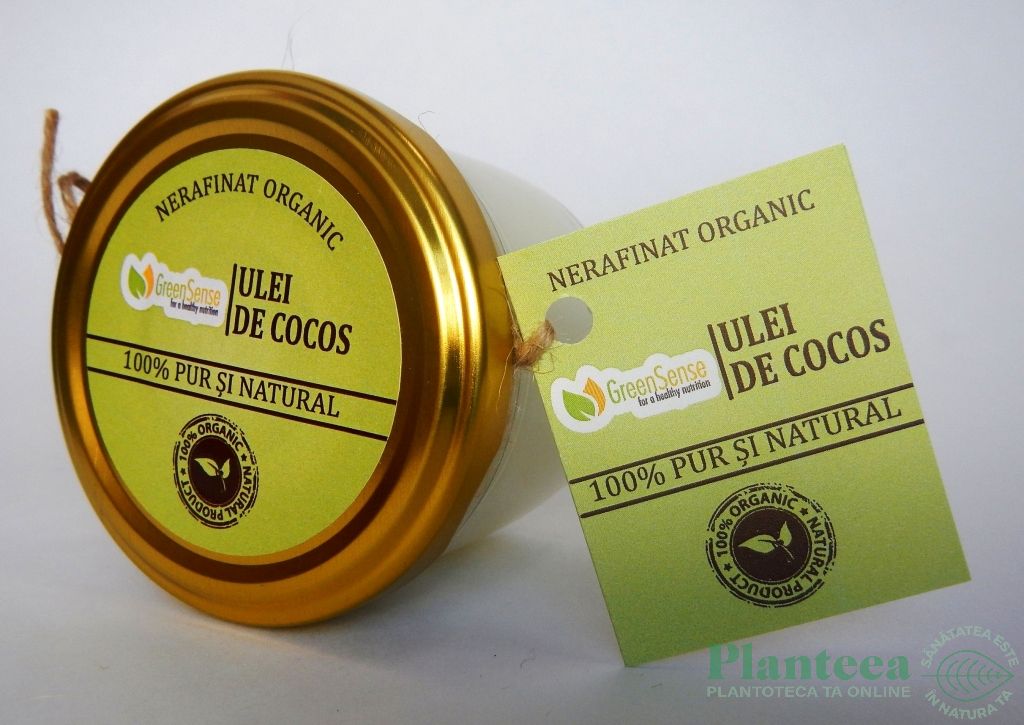 NERAFINAT ORGANIC
GreenSense
for a healthy nutrition
ULEI
DE COCOS
100% PUR ȘI NATURAL
100% ORGANIC ★ NATURAL PRODUCT ★
NERAFINAT ORGANIC
GreenSense
for a healthy nutrition
ULEI
DE COCOS
100% PUR ȘI NATURAL
100% ORGANIC ★ NATURAL PRODUCT ★
Planteea
PLANTOTECA TA ONLINE
SĂNĂTATEA ESTE
ÎN NATURA TA